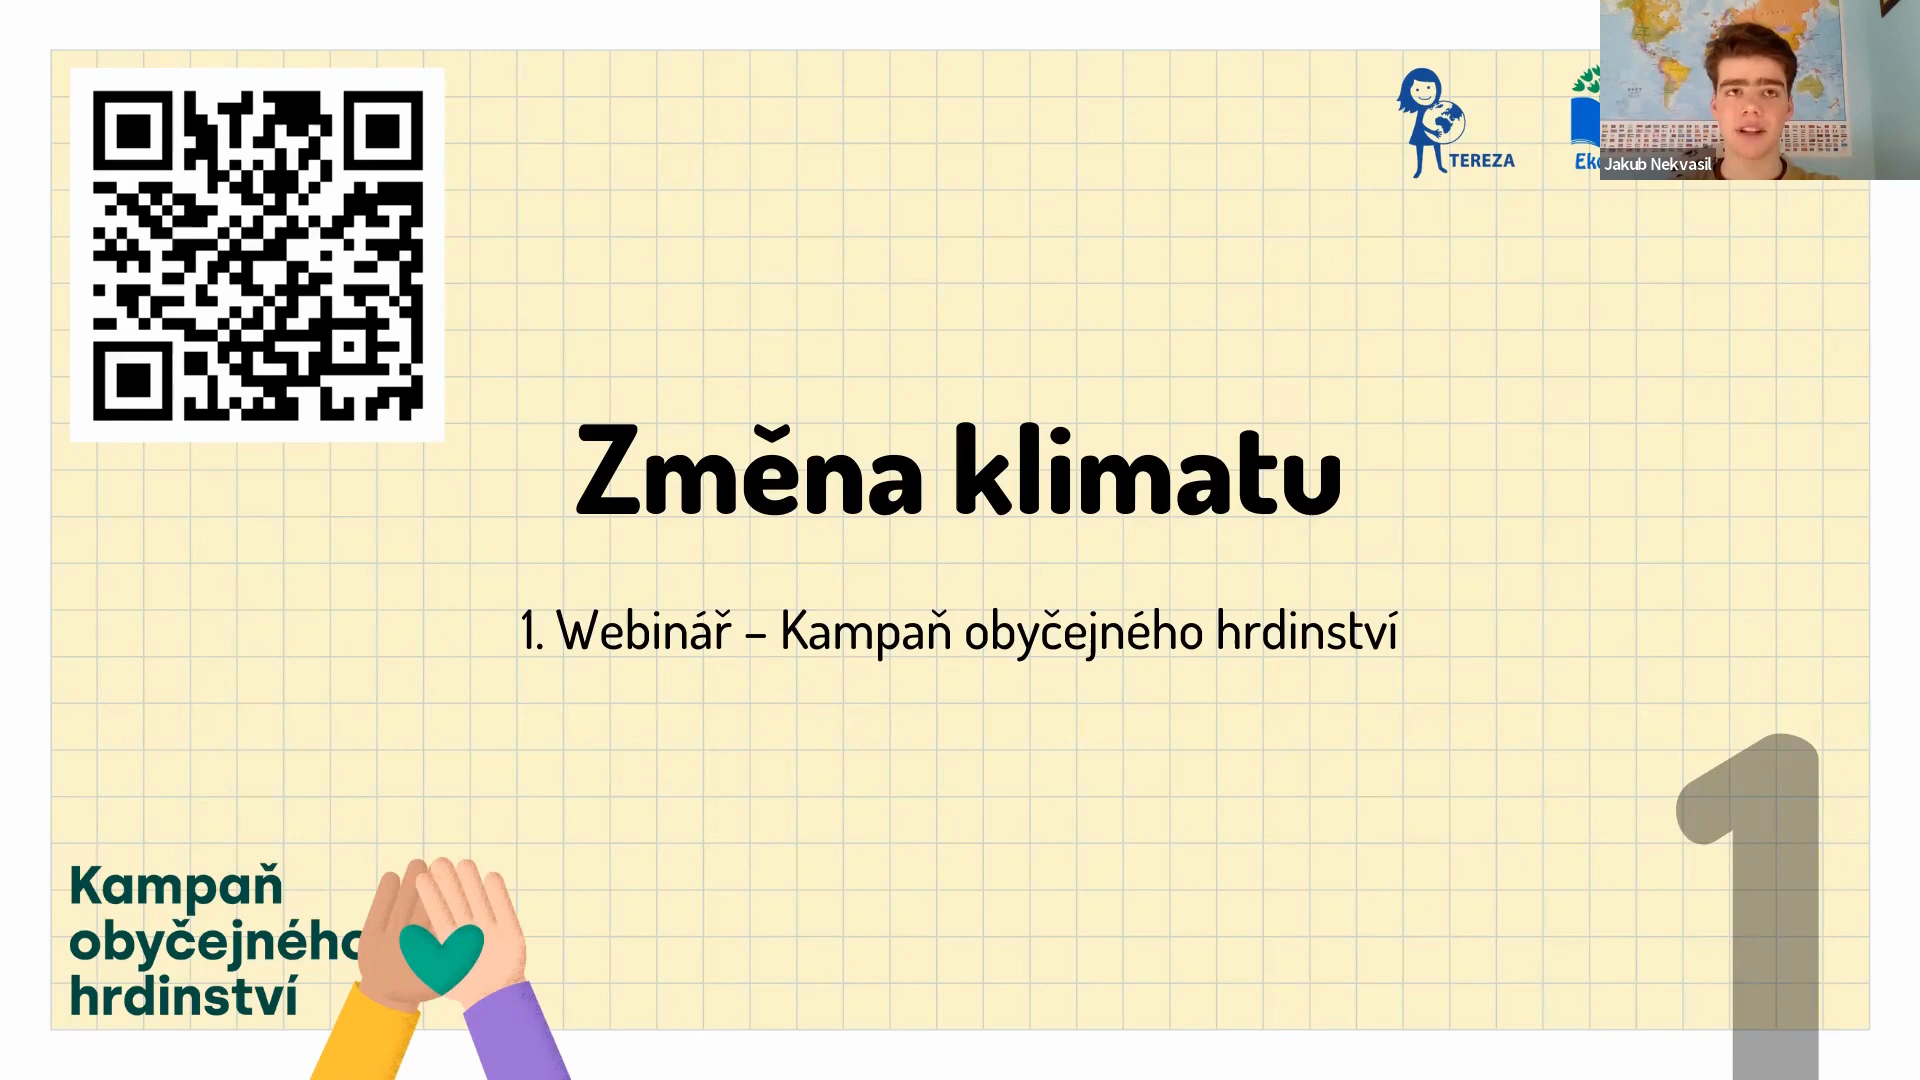 TEREZA
Jakub Nekvasil
Změna klimatu
1. Webinář – Kampaň obyčejného hrdinství
Kampaň
obyčejného
hrdinství
1